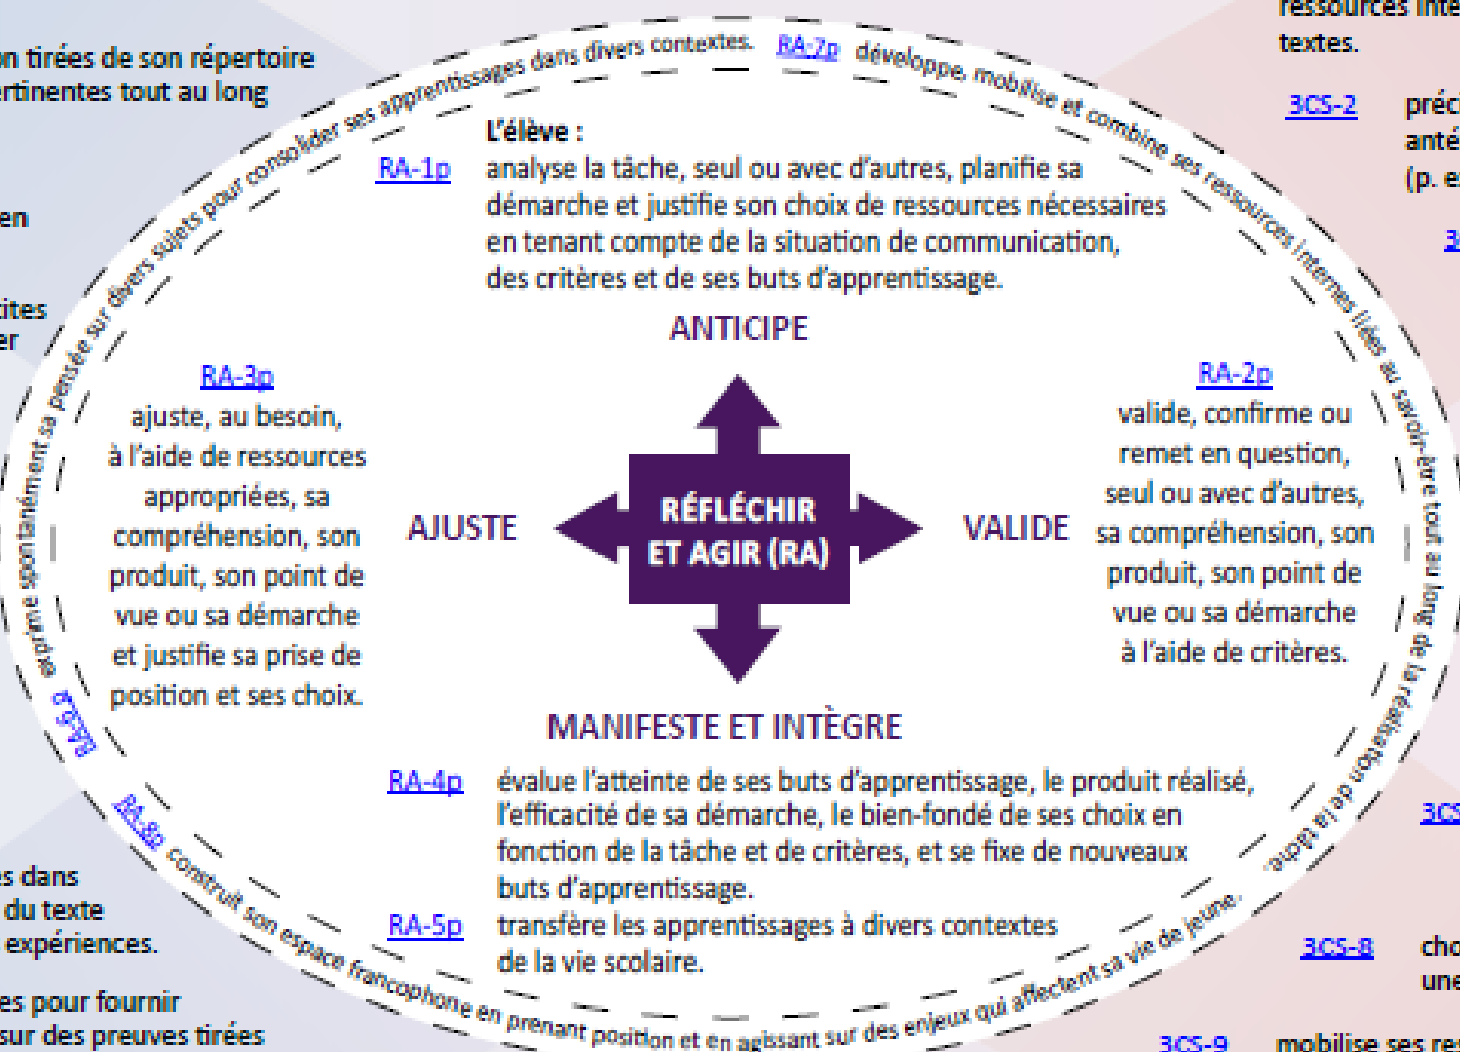 on tirées de son répertoire
ertinentes tout au long
en
er
es dans
du texte
expériences.
es pour fournir
sur des preuves tirées
textes.
3CS-2
(p. ex
3CS-8
une
3CS-9 mobilise ses res
RA-6p exprime spontanément sa pensée sur divers sujets pour consolider ses apprentissages dans divers contextes.
RA-7p développe, mobilise et combine ses ressources internes liées au savoir-être tout au long de la réalisation de la tâche.
L'élève :
RA-1p analyse la tâche, seul ou avec d'autres, planifie sa
démarche et justifie son choix de ressources nécessaires
en tenant compte de la situation de communication,
des critères et de ses buts d'apprentissage.
ANTICIPE
RA-3p
ajuste, au besoin,
à l'aide de ressources
appropriées, sa
compréhension, son
produit, son point de
vue ou sa démarche
et justifie sa prise de
position et ses choix.
AJUSTE
RÉFLÉCHIR
ET AGIR (RA)
VALIDE
RA-2p
valide, confirme ou
remet en question,
seul ou avec d'autres,
sa compréhension, son
produit, son point de
vue ou sa démarche
à l'aide de critères.
MANIFESTE ET INTÈGRE
RA-4p évalue l'atteinte de ses buts d'apprentissage, le produit réalisé,
l'efficacité de sa démarche, le bien-fondé de ses choix en
fonction de la tâche et de critères, et se fixe de nouveaux
buts d'apprentissage.
RA-5p transfère les apprentissages à divers contextes
de la vie scolaire.
RA-8p construit son espace francophone en prenant position et en agissant sur des enjeux qui affectent sa vie de jeune.